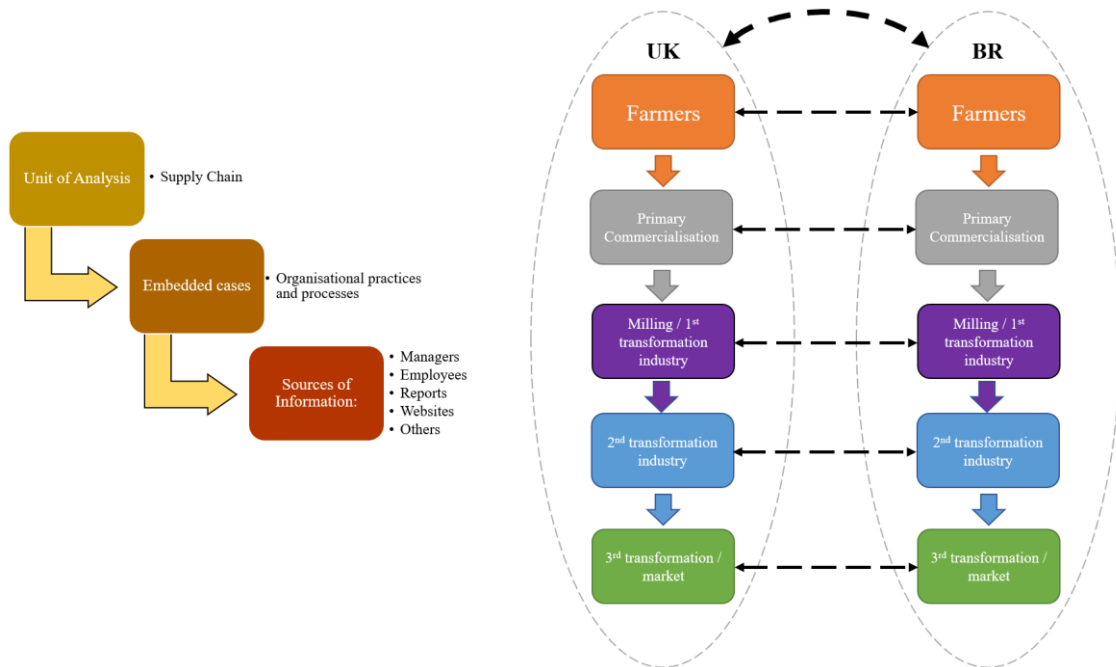 Unit of Analysis
• Supply Chain
Embedded cases
• Organisational practices
and processes
Sources of
Information:
• Managers
• Employees
• Reports
• Websites
• Others
UK
Farmers
Primary
Commercialisation
Milling / 1st
transformation
industry
2nd transformation
industry
3rd transformation /
market
BR
Farmers
Primary
Commercialisation
Milling / 1st
transformation
industry
2nd transformation
industry
3rd transformation /
market